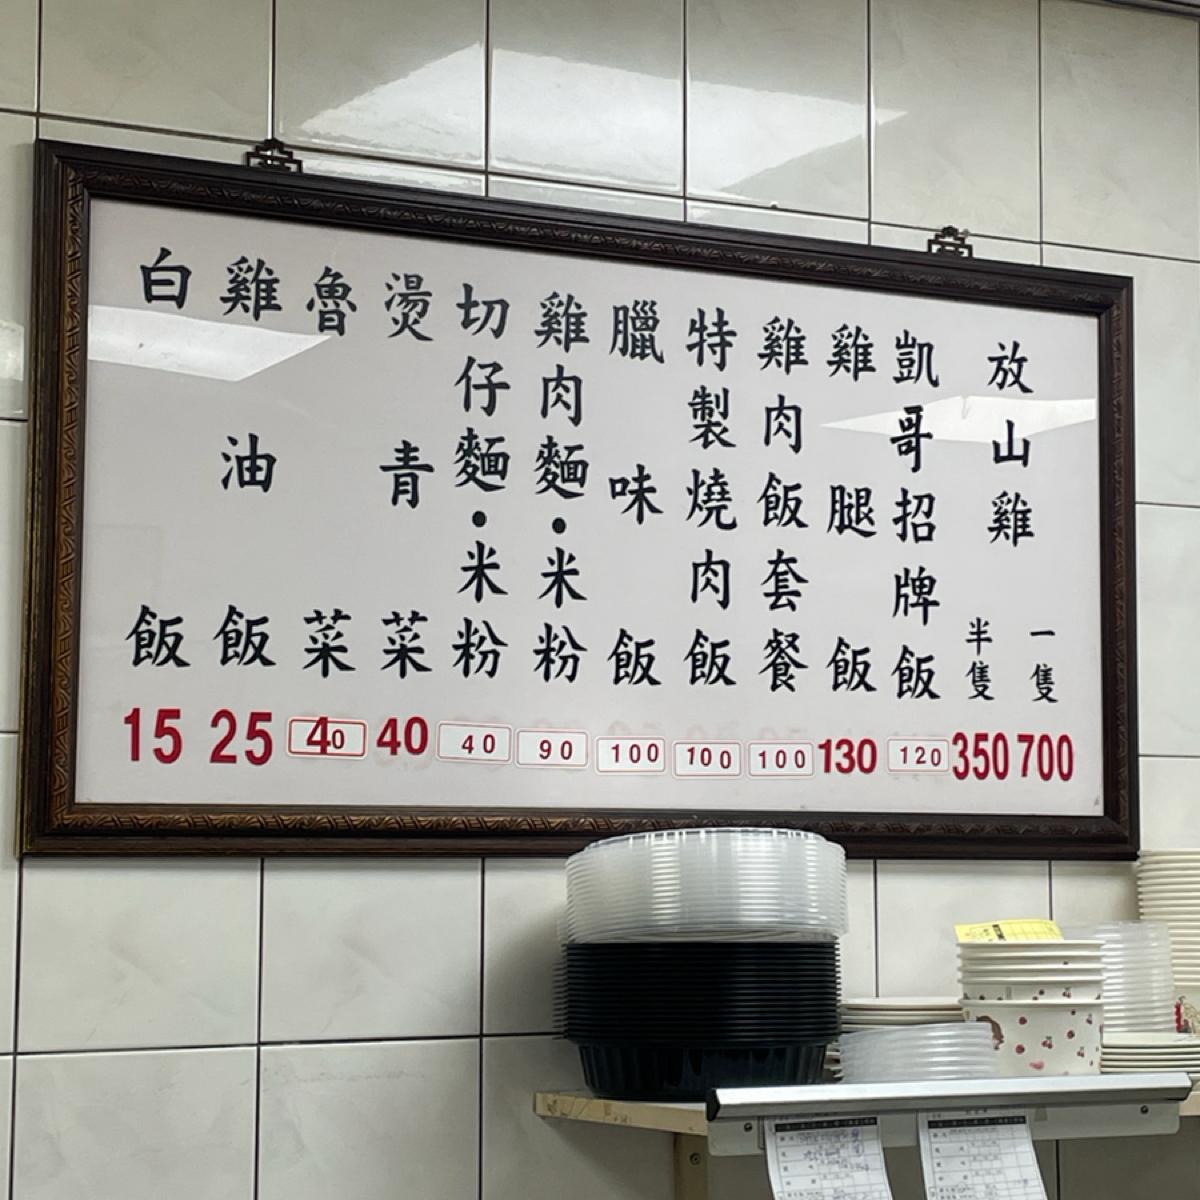 白飯 15
雞油飯 25
魯菜 40
燙青菜 40
切仔麵·米粉 40
雞肉麵·米粉 90
臘味飯 100
特製燒肉飯 100
雞肉飯套餐 100
雞腿飯 130
凱哥招牌飯 120
放山雞
半隻 350
一隻 700